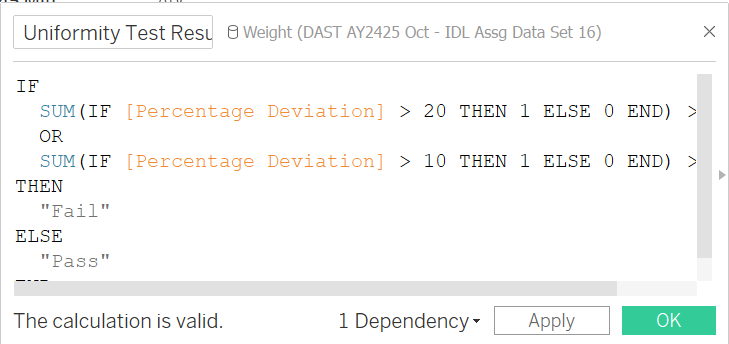 Uniformity Test Resu
Weight (DAST AY2425 Oct - IDL Assg Data Set 16)
IF
SUM(IF [Percentage Deviation] > 20 THEN 1 ELSE 0 END) >
OR
SUM(IF [Percentage Deviation] > 10 THEN 1 ELSE 0 END) >
THEN
"Fail"
ELSE
"Pass"
The calculation is valid.
1 Dependency
Apply
OK